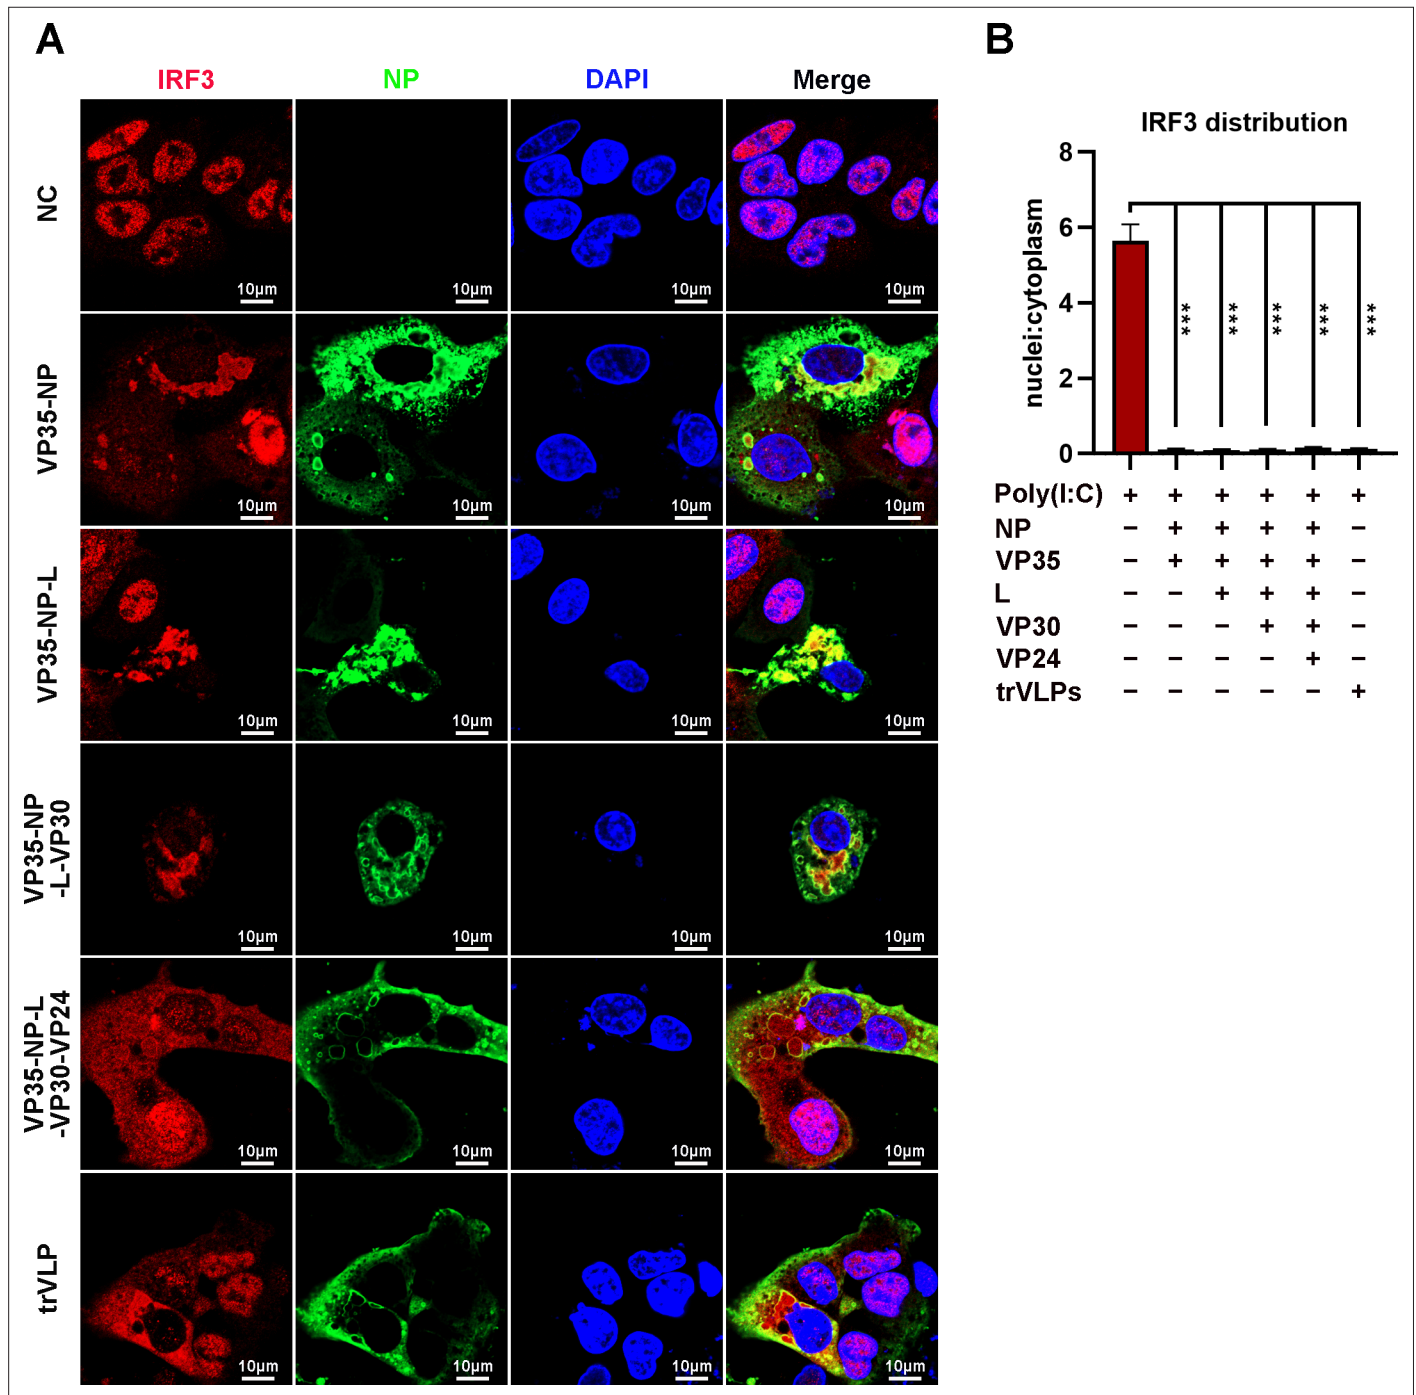 A
IRF3 NP DAPI Merge
NC
10μm 10μm 10μm 10μm
VP35-NP
10μm 10μm 10μm 10μm
VP35-NP-L
10μm 10μm 10μm 10μm
VP35-NP
-L-VP30
10μm 10μm 10μm 10μm
VP35-NP-L
-VP30-VP24
10μm 10μm 10μm 10μm
trVLP
10μm 10μm 10μm 10μm
B
IRF3 distribution
nuclei:cytoplasm
8
6
4
2
0
*** *** *** *** ***
Poly(I:C) + + + + + +
NP − + + + + −
VP35 − + + + + −
L − − + + + −
VP30 − − − + + −
VP24 − − − − + −
trVLPs − − − − − +